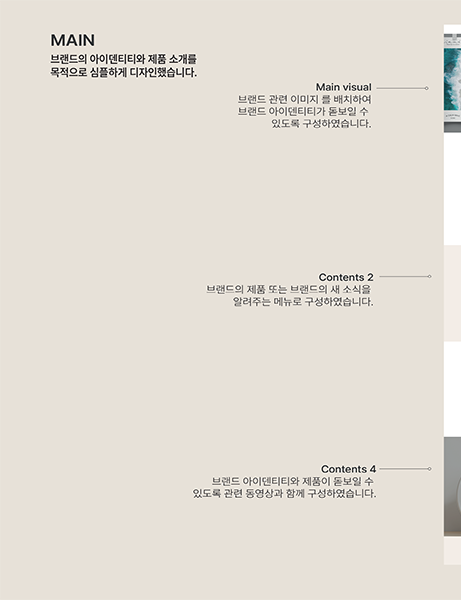 MAIN
브랜드의 아이덴티티와 제품 소개를
목적으로 심플하게 디자인했습니다.
Main visual
브랜드 관련 이미지 를 배치하여
브랜드 아이덴티티가 돋보일 수
있도록 구성하였습니다.
Contents 2
브랜드의 제품 또는 브랜드의 새 소식을
알려주는 메뉴로 구성하였습니다.
Contents 4
브랜드 아이덴티티와 제품이 돋보일 수
있도록 관련 동영상과 함께 구성하였습니다.